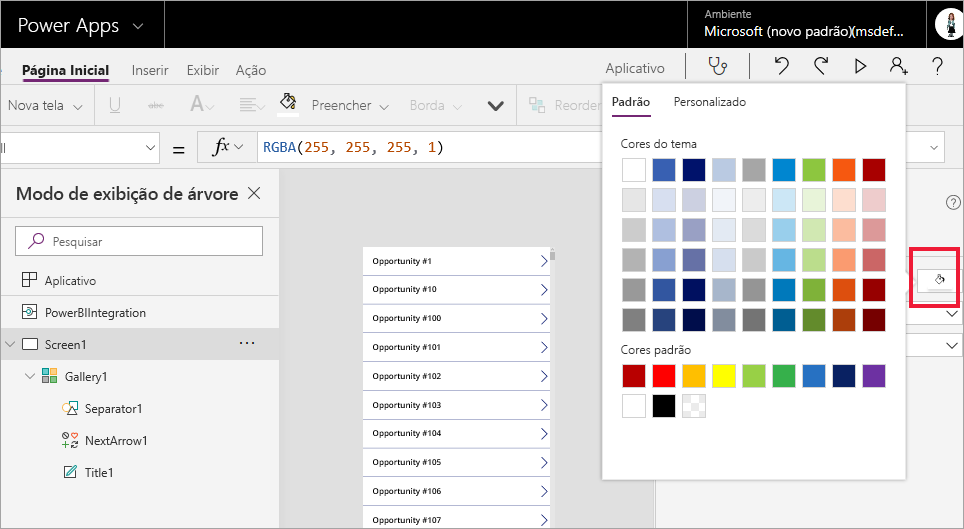 Power Apps
Ambiente
Microsoft (novo padrão)(msdef...
Página Inicial Inserir Exibir Ação Aplicativo
Nova tela U abc A Preencher Borda Reorder
ll = fx RGBA(255, 255, 255, 1)
Modo de exibição de árvore
Pesquisar
Aplicativo
PowerBIIntegration
Screen1 ...
Gallery1
Separator1
NextArrow1
Title1
Opportunity #1
Opportunity #10
Opportunity #100
Opportunity #101
Opportunity #102
Opportunity #103
Opportunity #104
Opportunity #105
Opportunity #106
Opportunity #107
Padrão Personalizado
Cores do tema
Cores padrão